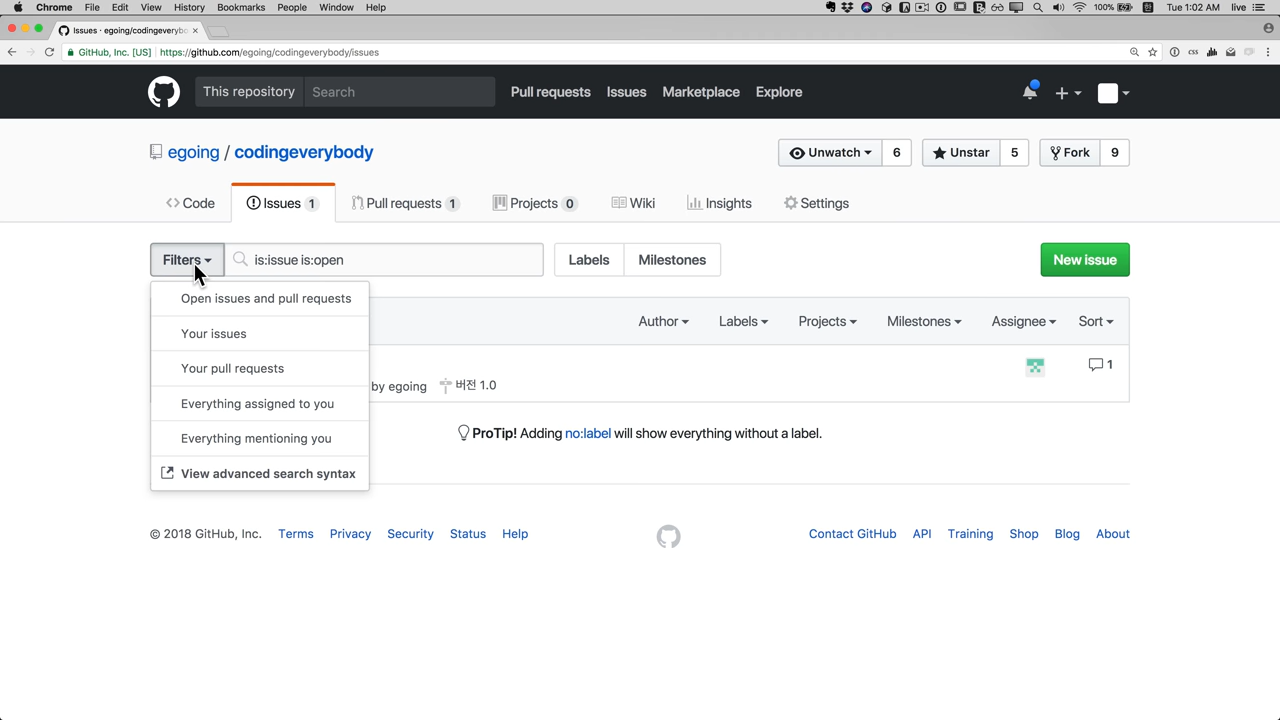 Chrome File Edit View History Bookmarks People Window Help 100% Tue 1:02 AM live
Issues · egoing/codingeverybo
GitHub, Inc. [US] https://github.com/egoing/codingeverybody/issues
This repository Search Pull requests Issues Marketplace Explore
egoing / codingeverybody Unwatch 6 Unstar 5 Fork 9
Code Issues 1 Pull requests 1 Projects 0 Wiki Insights Settings
Filters is:issue is:open Labels Milestones New issue
Open issues and pull requests
Your issues
Your pull requests
Everything assigned to you
Everything mentioning you
View advanced search syntax
Author Labels Projects Milestones Assignee Sort
by egoing 버전 1.0 1
ProTip! Adding no:label will show everything without a label.
© 2018 GitHub, Inc. Terms Privacy Security Status Help Contact GitHub API Training Shop Blog About